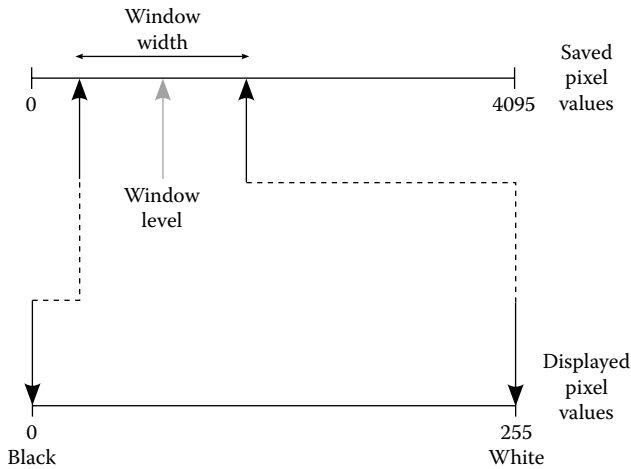 Window
width
Saved
pixel
values
0
4095
Window
level
Displayed
pixel
values
0
255
Black
White